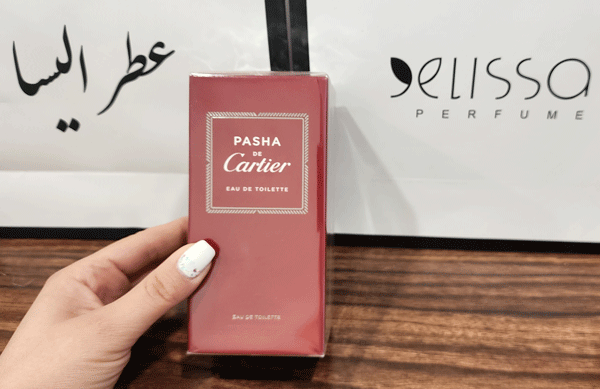 عطر الیسا
elissa
PERFUME
PASHA
DE
Cartier
EAU DE TOILETTE
EAU DE TOILETTE